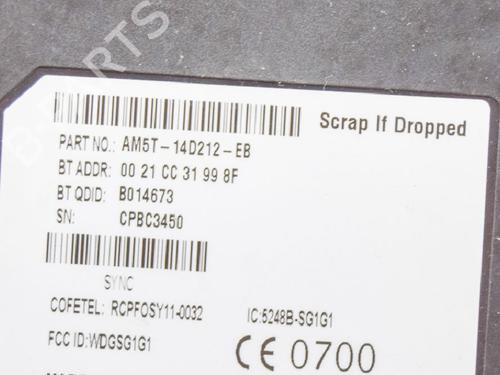 B-PARTS
Scrap If Dropped
PART NO.: AM5T-14D212-EB
BT ADDR: 00 21 CC 31 99 8F
BT QDID: B014673
SN: CPBC3450
SYNC
COFETEL: RCPFOSY11-0032 IC:5248B-SG1G1
FCC ID:WDGSG1G1
CE 0700